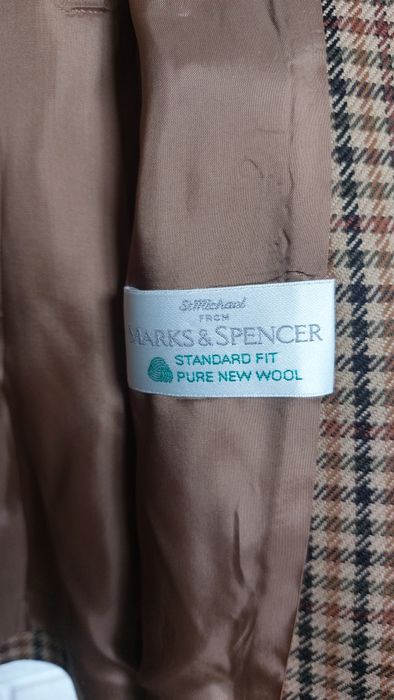 St Michael
FROM
MARKS & SPENCER
STANDARD FIT
PURE NEW WOOL